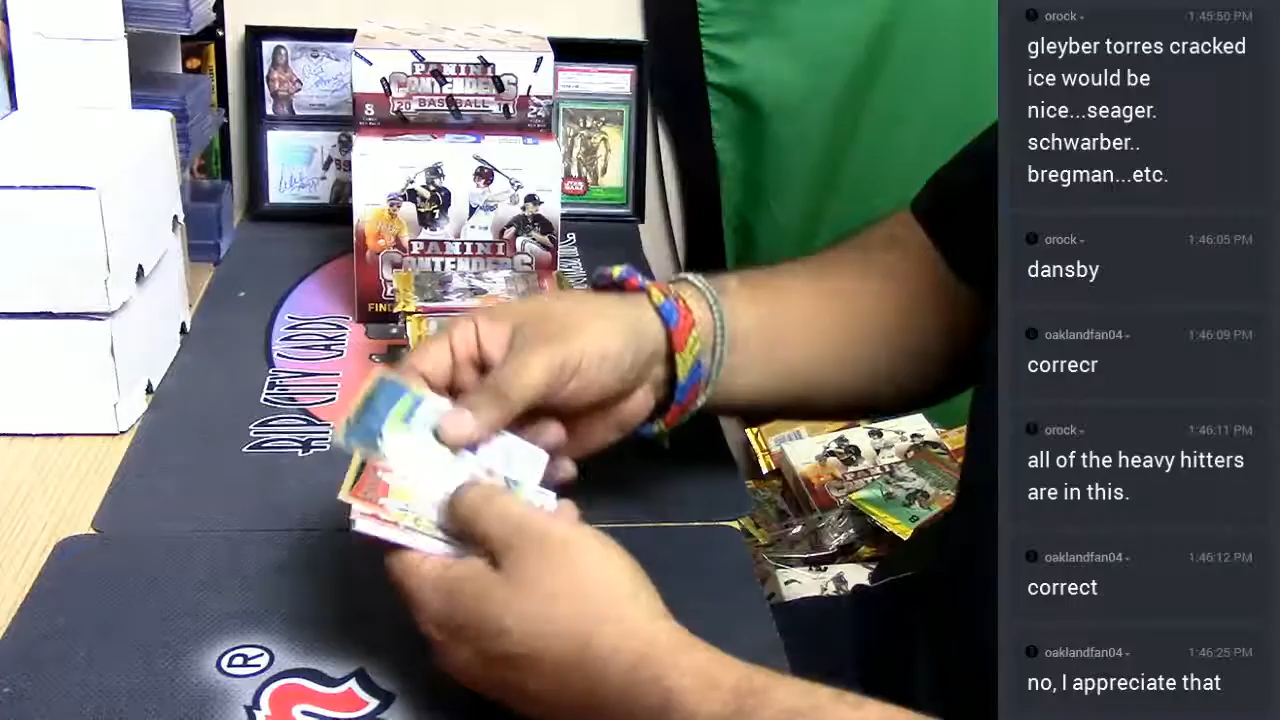 PANINI
CONTENDERS
BASEBALL
8
24
PANINI
CONTENDERS
FIND
RIP CITY CARDS
®
orock
1:45:50 PM
gleyber torres cracked
ice would be
nice...seager.
schwarber..
bregman...etc.
orock
1:46:05 PM
dansby
oaklandfan04
1:46:09 PM
correcr
orock
1:46:11 PM
all of the heavy hitters
are in this.
oaklandfan04
1:46:12 PM
correct
oaklandfan04
1:46:25 PM
no, I appreciate that